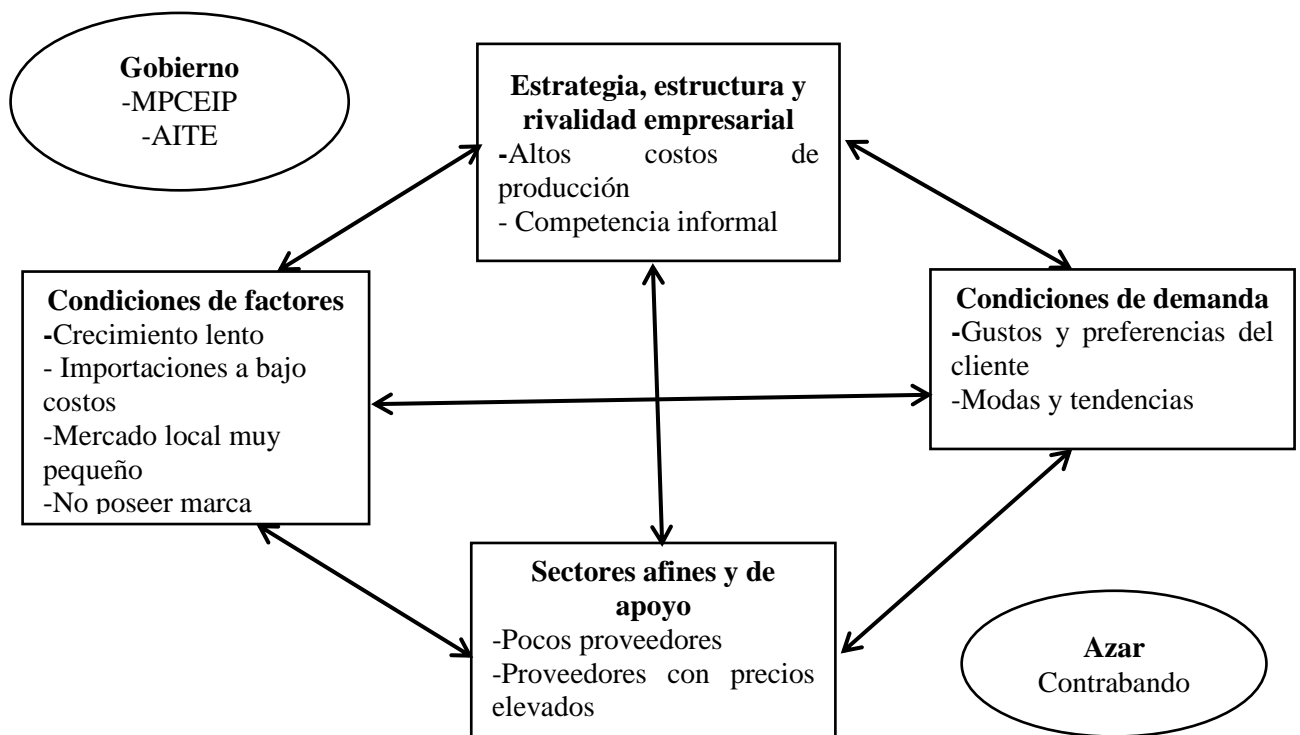 Gobierno
-MPCEIP
-AITE
Estrategia, estructura y
rivalidad empresarial
-Altos costos de
producción
- Competencia informal
Condiciones de factores
-Crecimiento lento
- Importaciones a bajo
costos
-Mercado local muy
pequeño
-No poseer marca
Condiciones de demanda
-Gustos y preferencias del
cliente
-Modas y tendencias
Sectores afines y de
apoyo
-Pocos proveedores
-Proveedores con precios
elevados
Azar
Contrabando